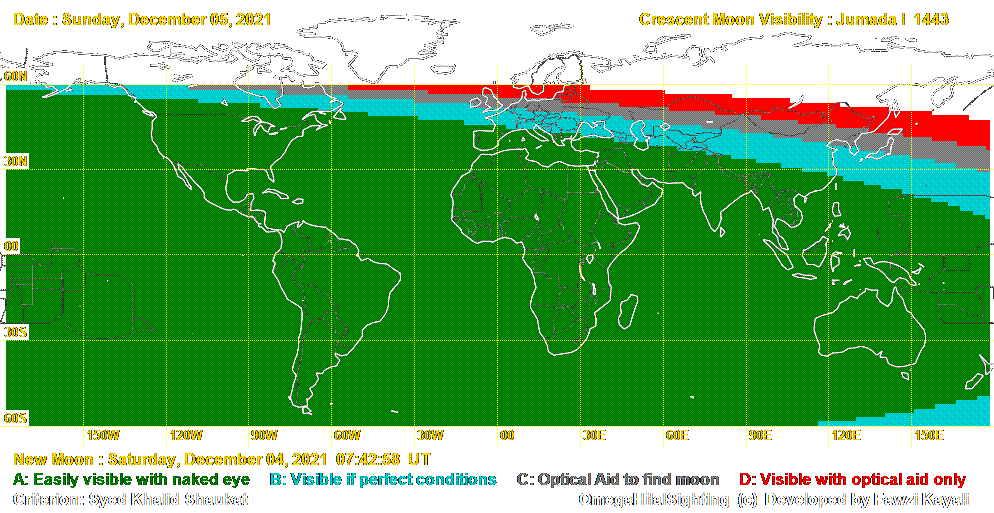 Date : Sunday, December 05, 2021 Crescent Moon Visibility : Jumada I 1443
60N
30N
00
30S
60S
150W 120W 90W 60W 30W 00 30E 60E 90E 120E 150E
New Moon : Saturday, December 04, 2021 07:42:58 UT
A: Easily visible with naked eye B: Visible if perfect conditions C: Optical Aid to find moon D: Visible with optical aid only
Criterion: Syed Khalid Shaukat OmegaHilalSighting (c) Developed by Fawzi Kayali